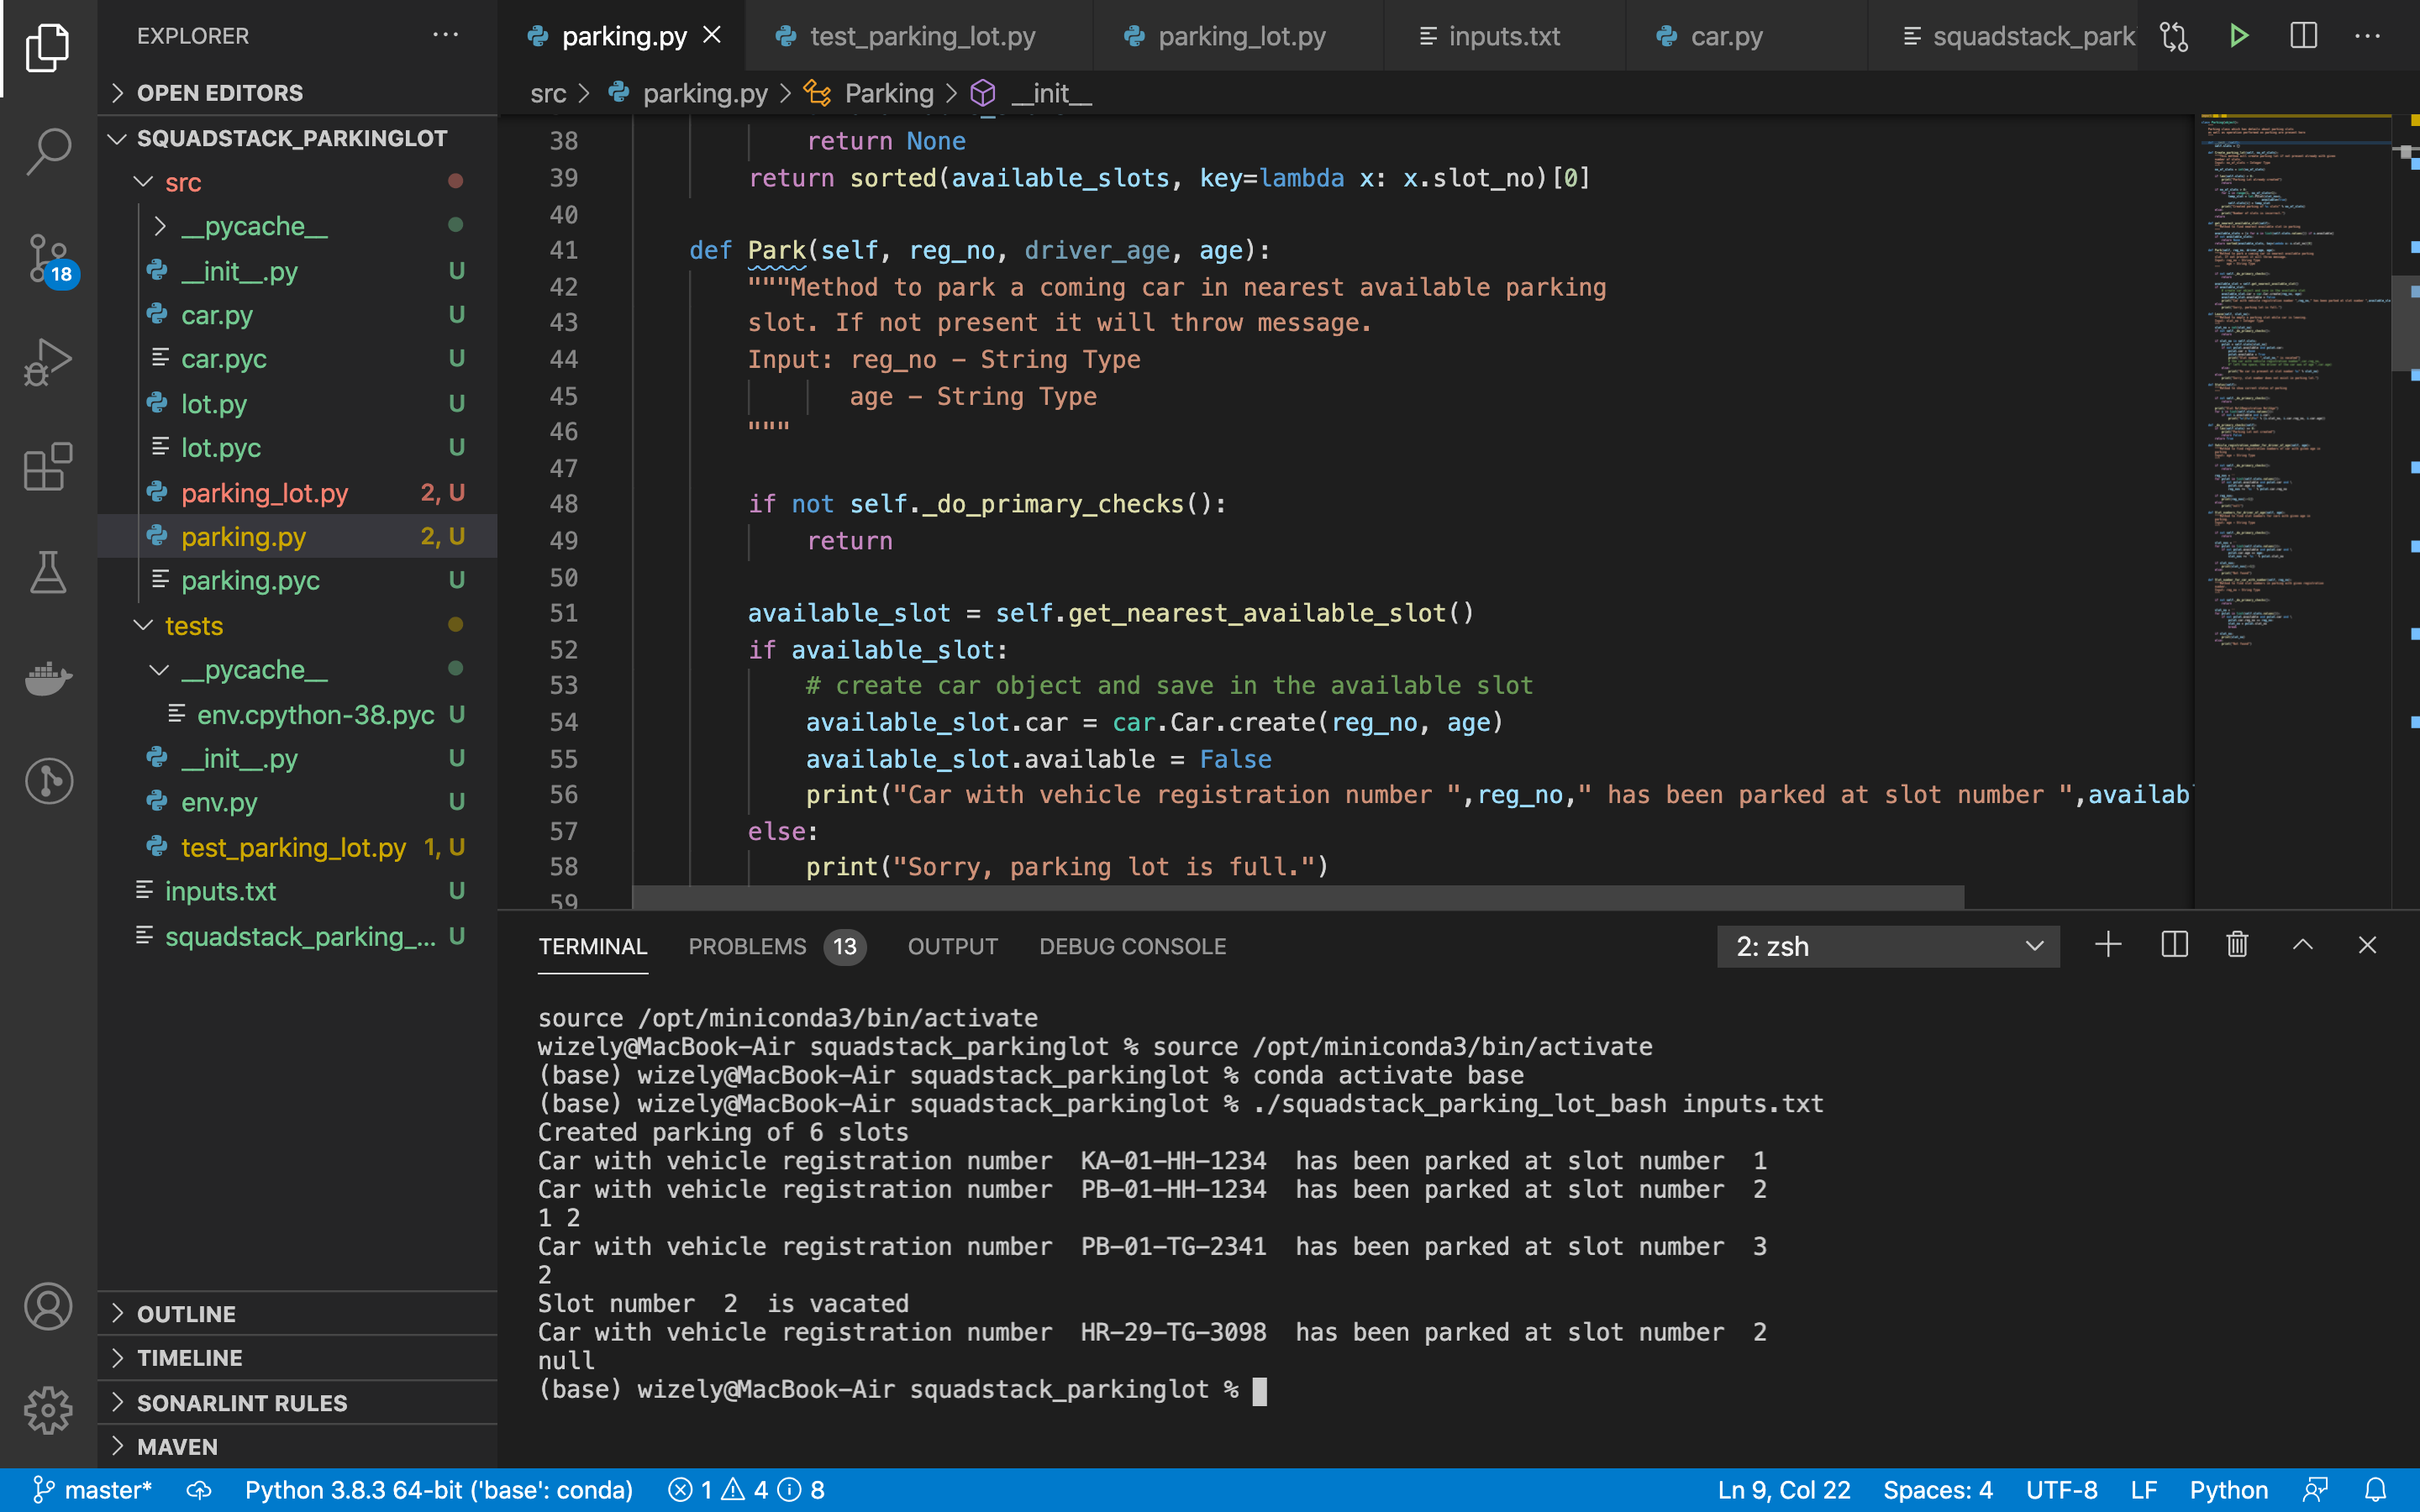 EXPLORER
OPEN EDITORS
SQUADSTACK_PARKINGLOT
src
__pycache__
__init__.py U
car.py U
car.pyc U
lot.py U
lot.pyc U
parking_lot.py 2, U
parking.py 2, U
parking.pyc U
tests
__pycache__
env.cpython-38.pyc U
__init__.py U
env.py U
test_parking_lot.py 1, U
inputs.txt U
squadstack_parking_... U
OUTLINE
TIMELINE
SONARLINT RULES
MAVEN
18
parking.py test_parking_lot.py parking_lot.py inputs.txt car.py squadstack_park
src > parking.py > Parking > __init__
38 return None
39 return sorted(available_slots, key=lambda x: x.slot_no)[0]
40
41 def Park(self, reg_no, driver_age, age):
42 """Method to park a coming car in nearest available parking
43 slot. If not present it will throw message.
44 Input: reg_no - String Type
45 age - String Type
46 """
47
48 if not self._do_primary_checks():
49 return
50
51 available_slot = self.get_nearest_available_slot()
52 if available_slot:
53 # create car object and save in the available slot
54 available_slot.car = car.Car.create(reg_no, age)
55 available_slot.available = False
56 print("Car with vehicle registration number ",reg_no," has been parked at slot number ",availab
57 else:
58 print("Sorry, parking lot is full.")
59
TERMINAL PROBLEMS 13 OUTPUT DEBUG CONSOLE 2: zsh
source /opt/miniconda3/bin/activate
wizely@MacBook-Air squadstack_parkinglot % source /opt/miniconda3/bin/activate
(base) wizely@MacBook-Air squadstack_parkinglot % conda activate base
(base) wizely@MacBook-Air squadstack_parkinglot % ./squadstack_parking_lot_bash inputs.txt
Created parking of 6 slots
Car with vehicle registration number  KA-01-HH-1234  has been parked at slot number  1
Car with vehicle registration number  PB-01-HH-1234  has been parked at slot number  2
1 2
Car with vehicle registration number  PB-01-TG-2341  has been parked at slot number  3
2
Slot number  2  is vacated
Car with vehicle registration number  HR-29-TG-3098  has been parked at slot number  2
null
(base) wizely@MacBook-Air squadstack_parkinglot %
master* Python 3.8.3 64-bit ('base': conda) 1 4 8 Ln 9, Col 22 Spaces: 4 UTF-8 LF Python